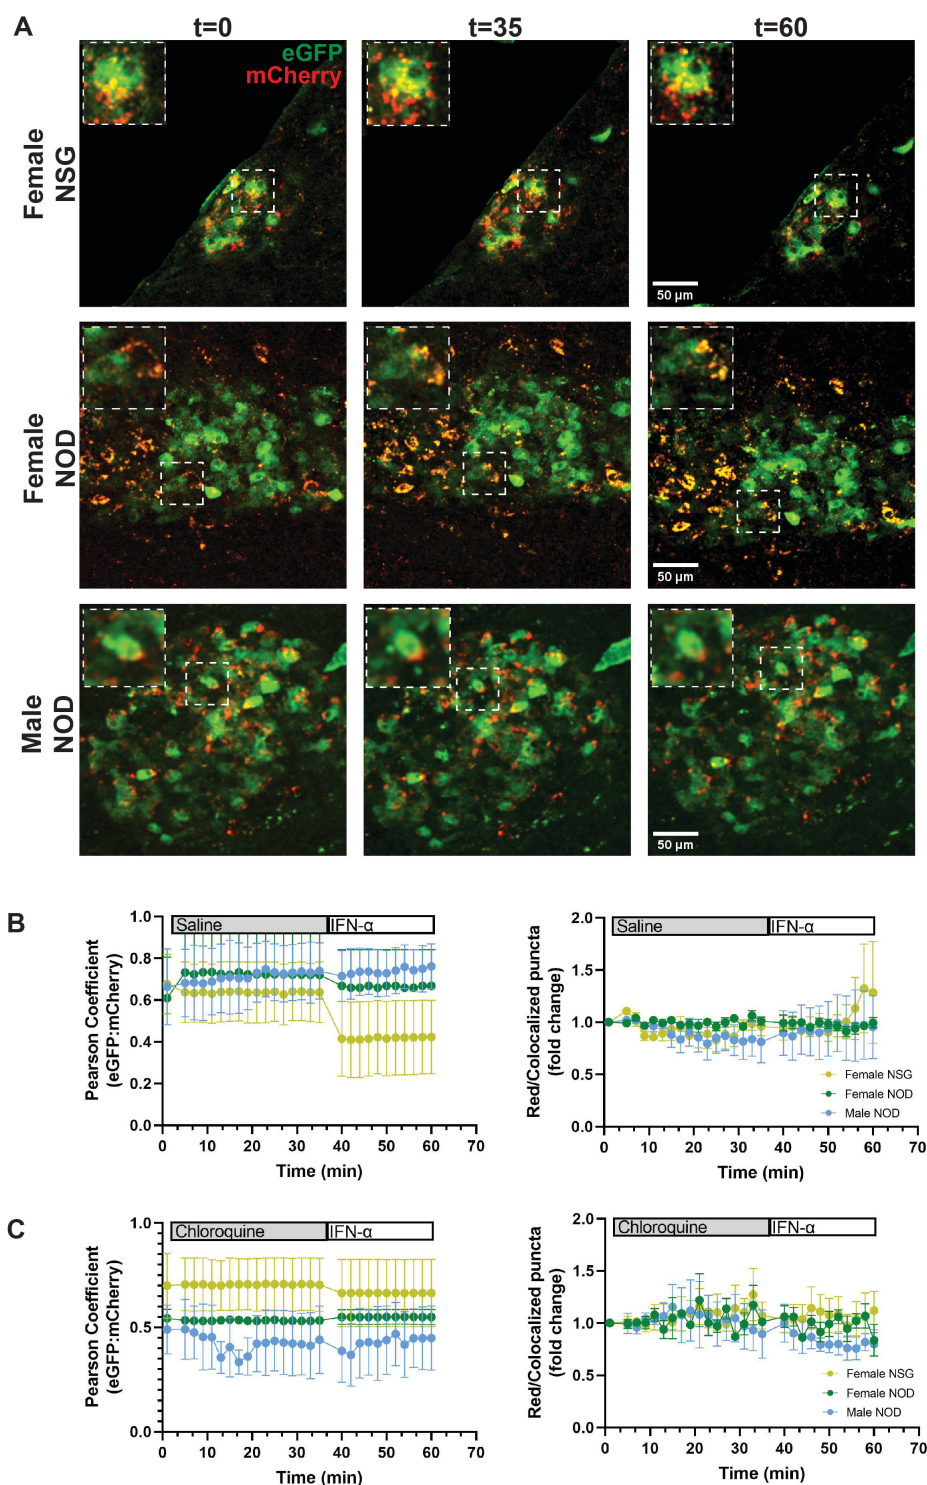 A
t=0 t=35 t=60
Female
NSG
eGFP
mCherry
50 µm
Female
NOD
50 µm
Male
NOD
50 µm
B
Pearson Coefficient
(eGFP::mCherry)
1.0
0.8
0.6
0.4
0.2
0.0
Saline IFN-α
0 10 20 30 40 50 60 70
Time (min)
Red/Colocalized puncta
(fold change)
2.0
1.5
1.0
0.5
0.0
Saline IFN-α
Female NSG
Female NOD
Male NOD
0 10 20 30 40 50 60 70
Time (min)
C
Pearson Coefficient
(eGFP::mCherry)
1.0
0.5
0.0
Chloroquine IFN-α
0 10 20 30 40 50 60 70
Time (min)
Red/Colocalized puncta
(fold change)
2.0
1.5
1.0
0.5
0.0
Chloroquine IFN-α
Female NSG
Female NOD
Male NOD
0 10 20 30 40 50 60 70
Time (min)